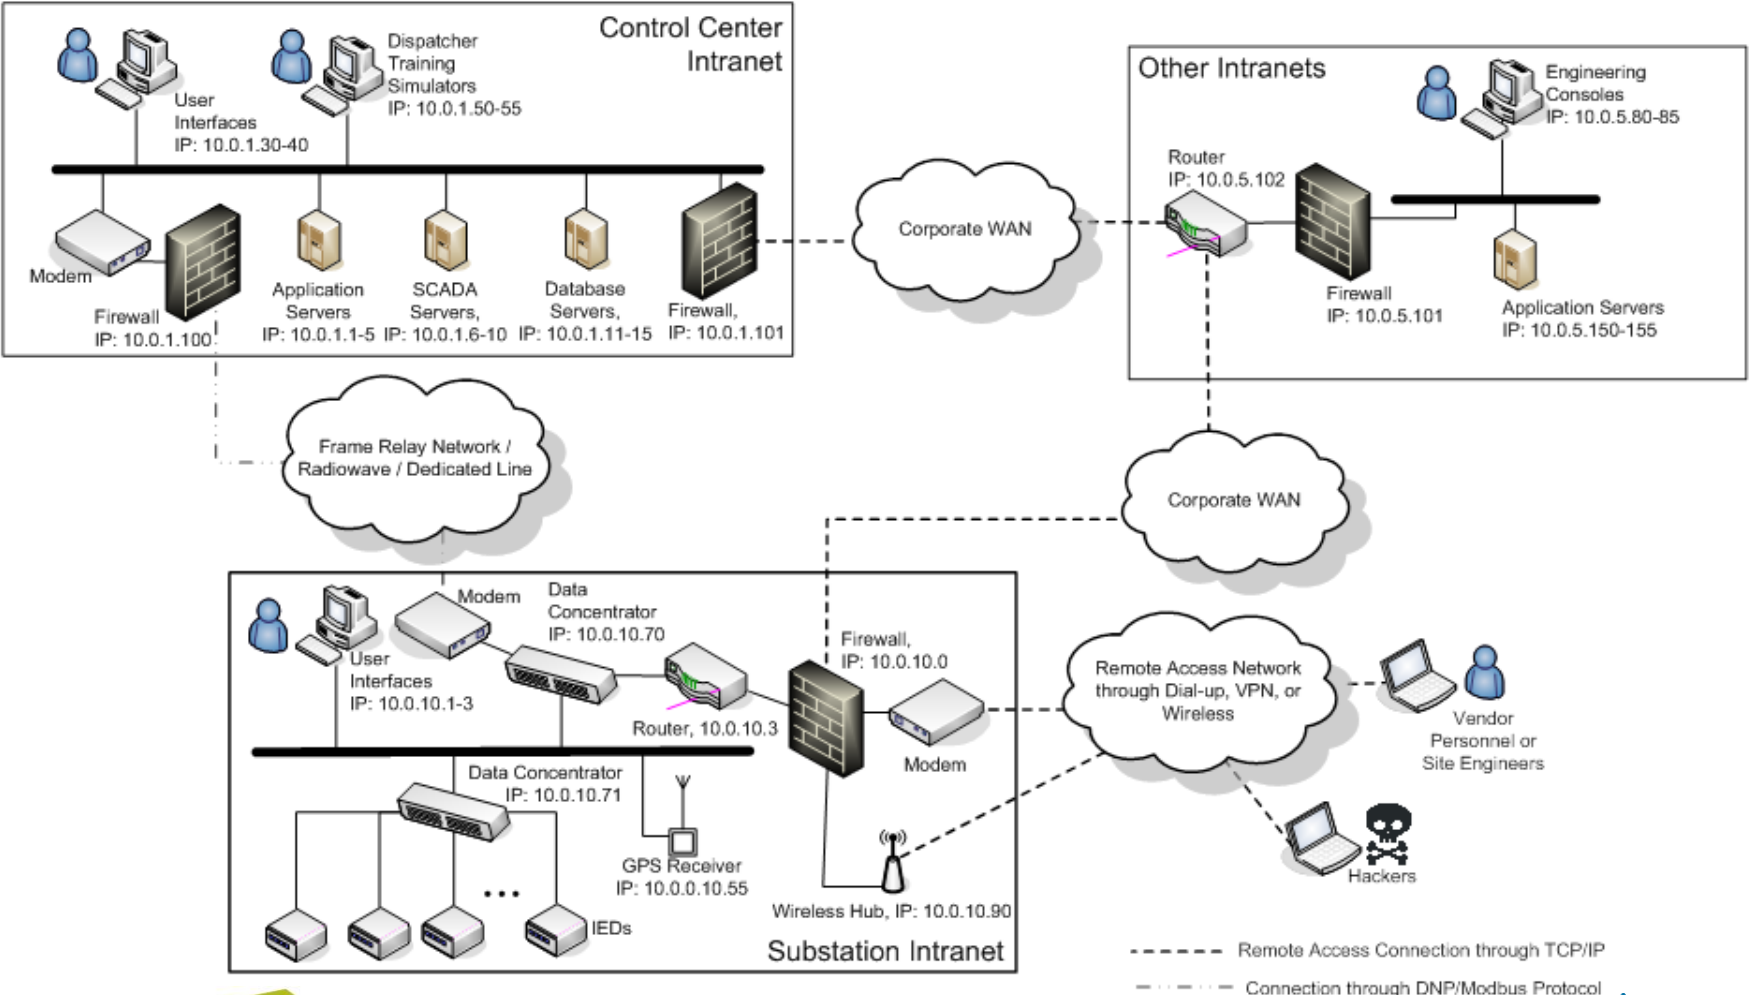 Control Center
Intranet
User
Interfaces
IP: 10.0.1.30-40
Dispatcher
Training
Simulators
IP: 10.0.1.50-55
Modem
Firewall
IP: 10.0.1.100
Application
Servers
IP: 10.0.1.1-5
SCADA
Servers,
IP: 10.0.1.6-10
Database
Servers,
IP: 10.0.1.11-15
Firewall,
IP: 10.0.1.101
Corporate WAN
Other Intranets
Engineering
Consoles
IP: 10.0.5.80-85
Router
IP: 10.0.5.102
Firewall
IP: 10.0.5.101
Application Servers
IP: 10.0.5.150-155
Frame Relay Network /
Radiowave / Dedicated Line
Corporate WAN
User
Interfaces
IP: 10.0.10.1-3
Modem
Data
Concentrator
IP: 10.0.10.70
Router, 10.0.10.3
Firewall,
IP: 10.0.10.0
Modem
Remote Access Network
through Dial-up, VPN, or
Wireless
Vendor
Personnel or
Site Engineers
Hackers
Data Concentrator
IP: 10.0.10.71
GPS Receiver
IP: 10.0.0.10.55
...
IEDs
Wireless Hub, IP: 10.0.10.90
Substation Intranet
Remote Access Connection through TCP/IP
Connection through DNP/Modbus Protocol